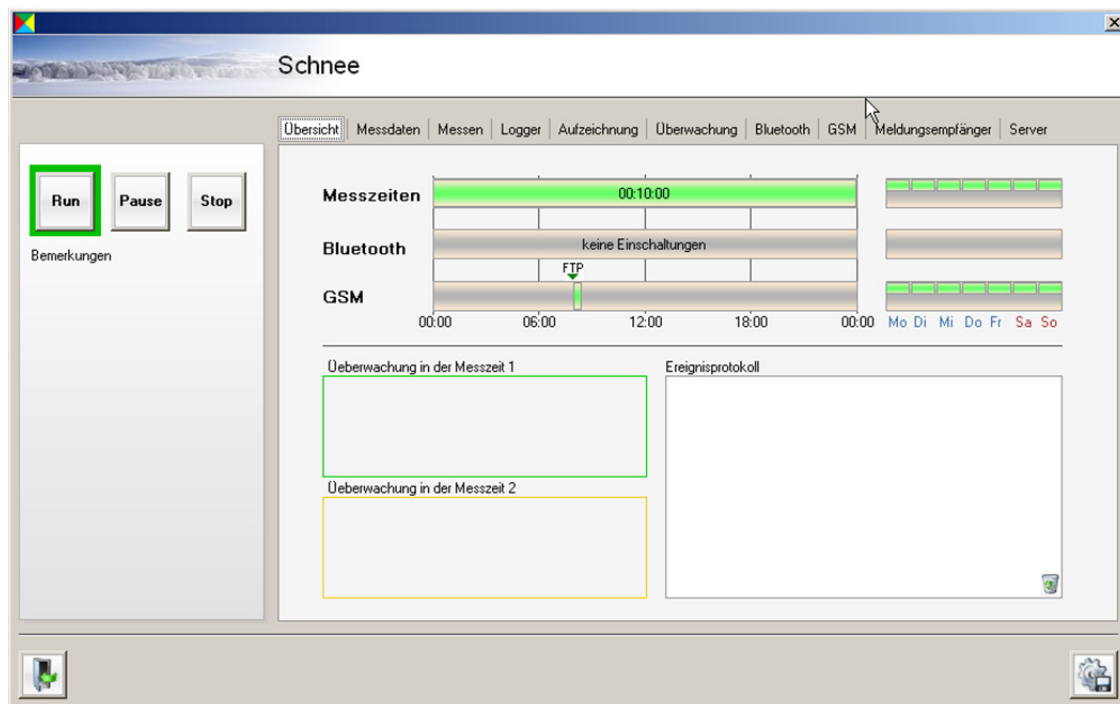 Schnee
Übersicht Messdaten Messen Logger Aufzeichnung Überwachung Bluetooth GSM Meldungsempfänger Server
Run Pause Stop
Bemerkungen
Messzeiten 00:10:00
Bluetooth keine Einschaltungen
FTP
GSM
00:00 06:00 12:00 18:00 00:00 Mo Di Mi Do Fr Sa So
Üeberwachung in der Messzeit 1 Ereignisprotokoll
Üeberwachung in der Messzeit 2